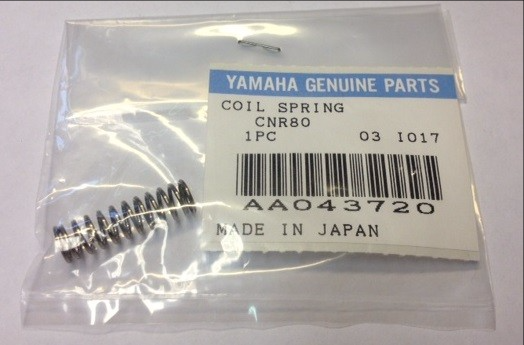 YAMAHA GENUINE PARTS
COIL SPRING
CNR80
1PC 03 I017
AA043720
MADE IN JAPAN